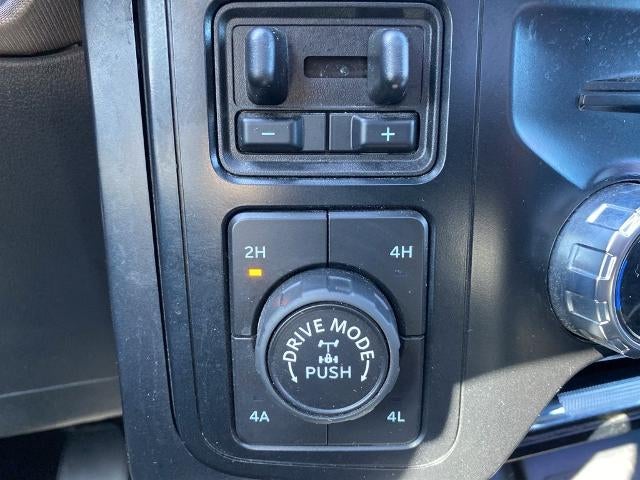 − +
2H 4H
DRIVE MODE
PUSH
4A 4L